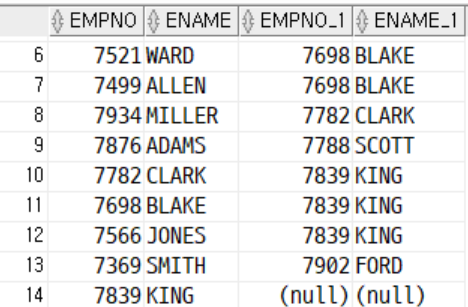 EMPNO ENAME EMPNO_1 ENAME_1
6 7521 WARD 7698 BLAKE
7 7499 ALLEN 7698 BLAKE
8 7934 MILLER 7782 CLARK
9 7876 ADAMS 7788 SCOTT
10 7782 CLARK 7839 KING
11 7698 BLAKE 7839 KING
12 7566 JONES 7839 KING
13 7369 SMITH 7902 FORD
14 7839 KING (null) (null)